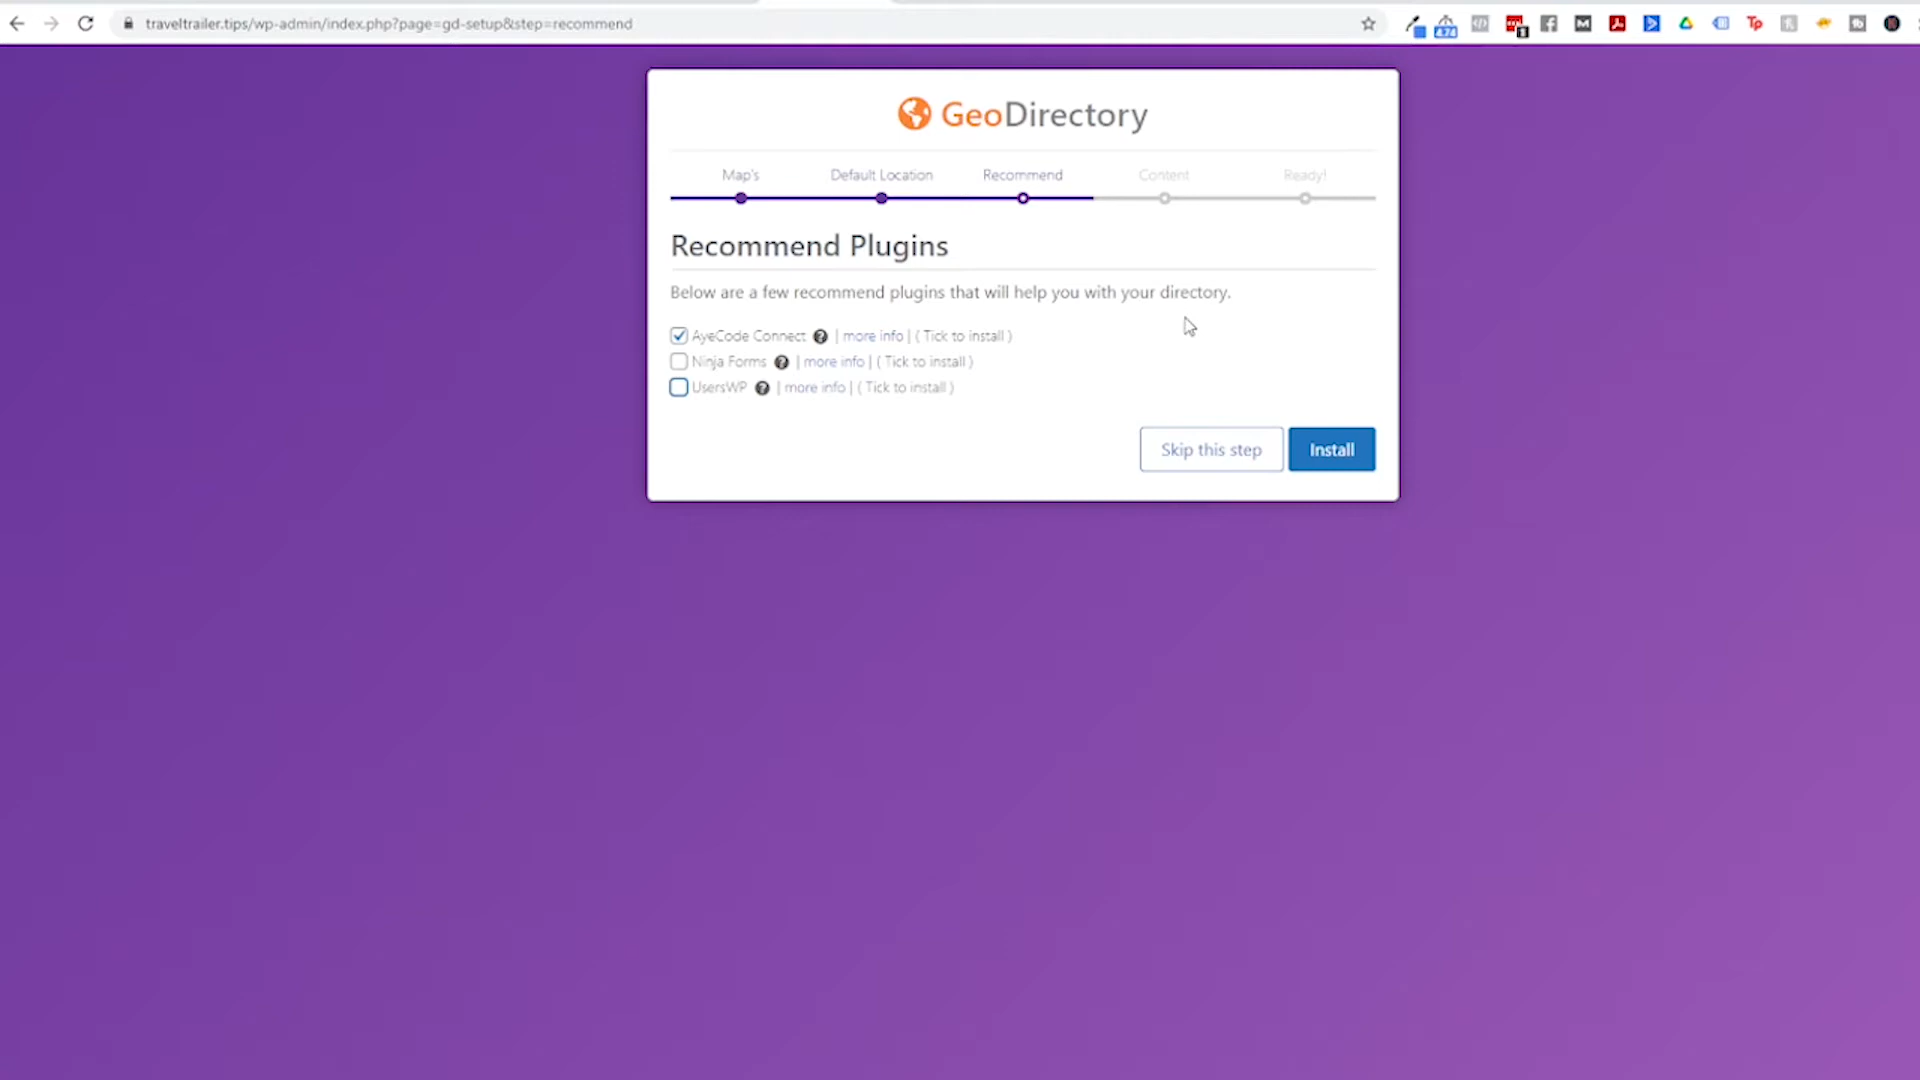 traveltrailer.tips/wp-admin/index.php?page=gd-setup&step=recommend
474
GeoDirectory
Map's Default Location Recommend Content Ready!
Recommend Plugins
Below are a few recommend plugins that will help you with your directory.
AyeCode Connect ? | more info | ( Tick to install )
Ninja Forms ? | more info | ( Tick to install )
UsersWP ? | more info | ( Tick to install )
Skip this step Install